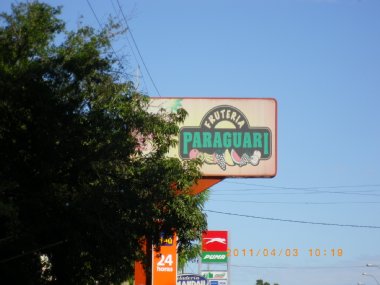 FRUTERIA
PARAGUARI
24
horas
PUMA
2011/04/03 10:19